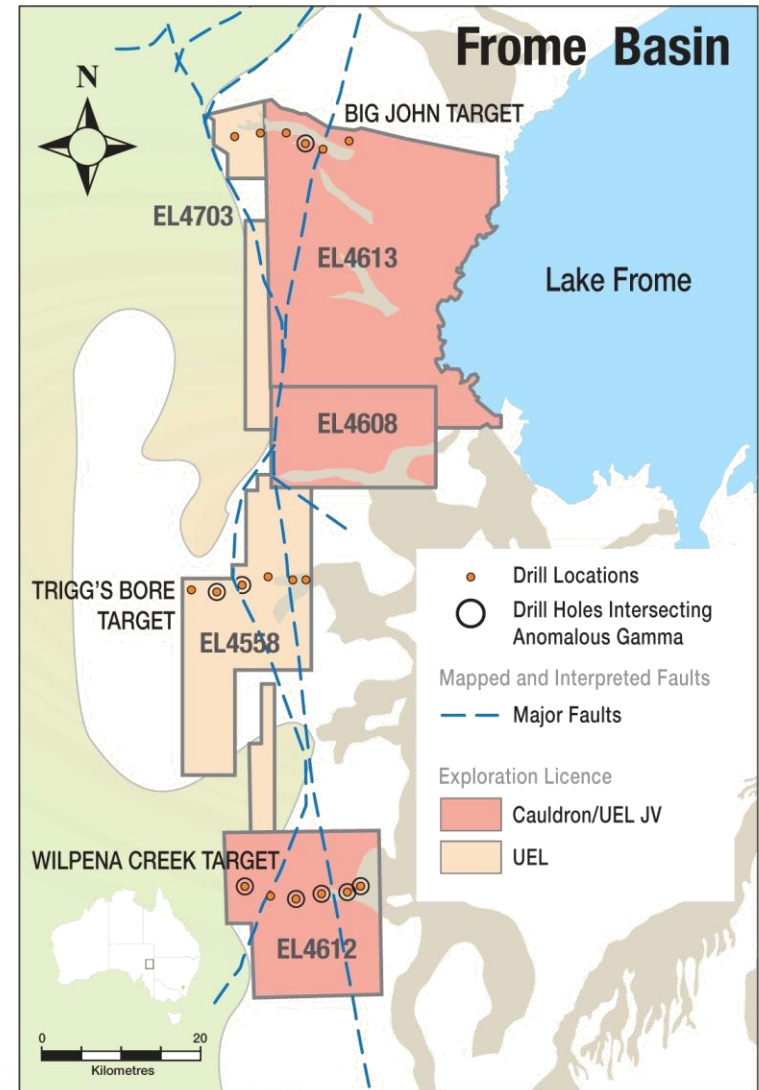 Frome Basin
N
BIG JOHN TARGET
EL4703
EL4613
Lake Frome
EL4608
TRIGG'S BORE
TARGET
EL4558
Drill Locations
Drill Holes Intersecting
Anomalous Gamma
Mapped and Interpreted Faults
Major Faults
Exploration Licence
Cauldron/UEL JV
UEL
WILPENA CREEK TARGET
EL4612
0 20
Kilometres